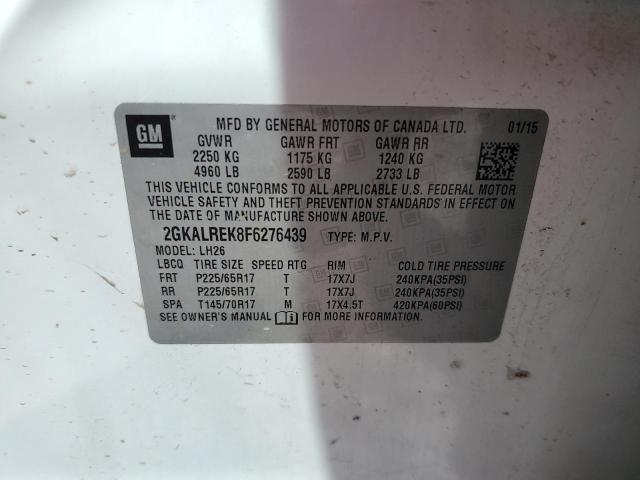 GM ® MFD BY GENERAL MOTORS OF CANADA LTD. 01/15
GVWR GAWR FRT GAWR RR
2250 KG 1175 KG 1240 KG
4960 LB 2590 LB 2733 LB
THIS VEHICLE CONFORMS TO ALL APPLICABLE U.S. FEDERAL MOTOR
VEHICLE SAFETY AND THEFT PREVENTION STANDARDS IN EFFECT ON
THE DATE OF MANUFACTURE SHOWN ABOVE.
2GKALREK8F6276439 TYPE: M.P.V.
MODEL: LH26
LBCQ TIRE SIZE SPEED RTG RIM COLD TIRE PRESSURE
FRT P225/65R17 T 17X7J 240KPA(35PSI)
RR P225/65R17 T 17X7J 240KPA(35PSI)
SPA T145/70R17 M 17X4.5T 420KPA(60PSI)
SEE OWNER'S MANUAL FOR MORE INFORMATION.